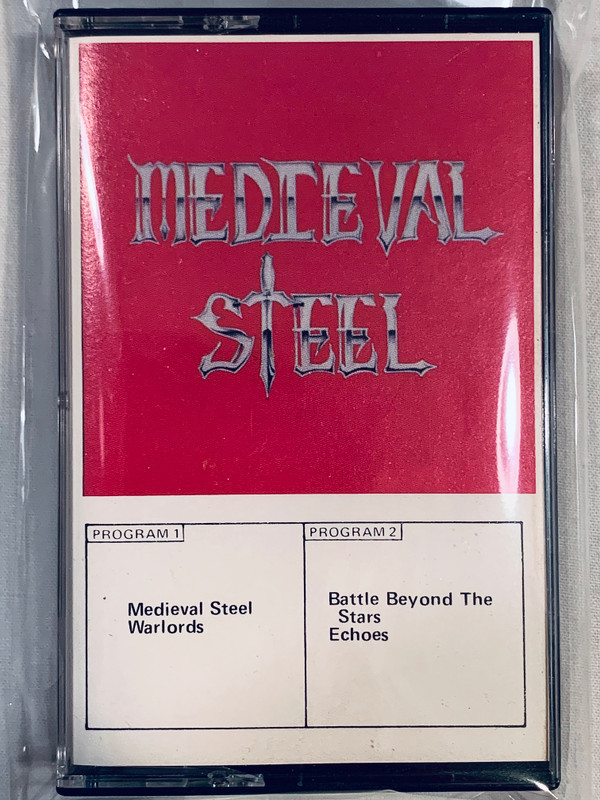 MEDIEVAL
STEEL
PROGRAM 1
Medieval Steel
Warlords
PROGRAM 2
Battle Beyond The
Stars
Echoes